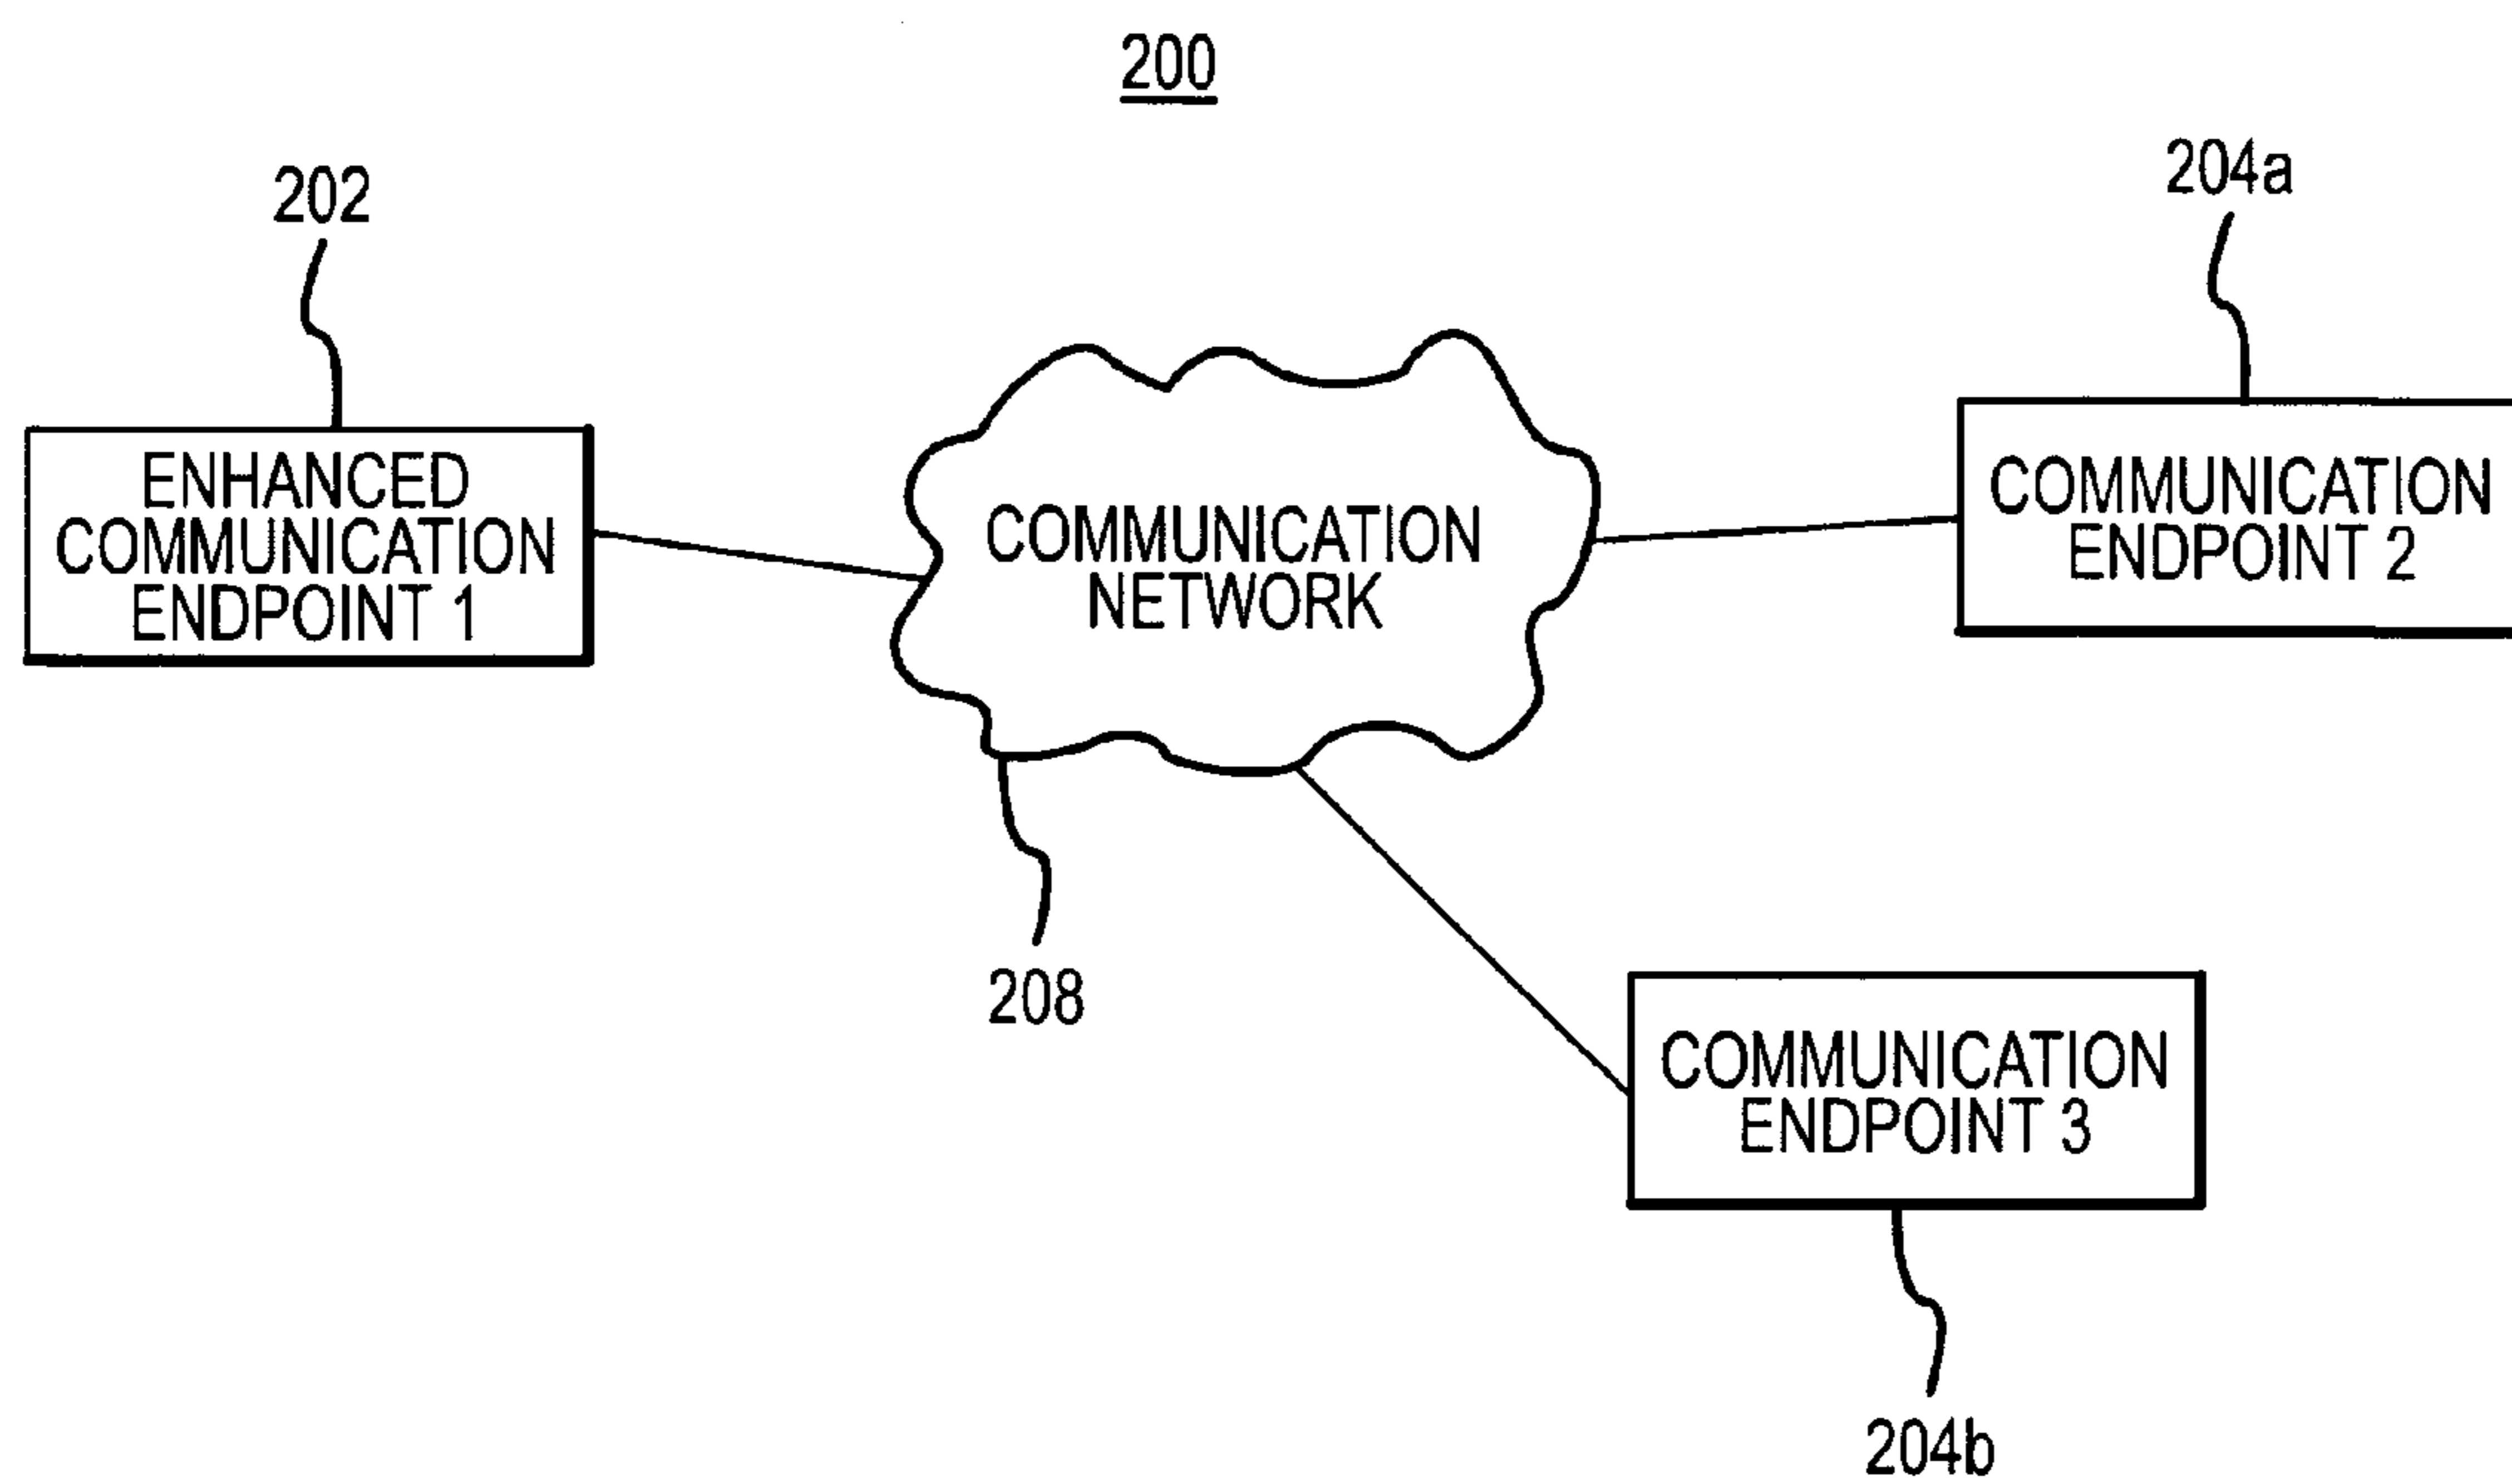 200
202
204a
ENHANCED
COMMUNICATION
ENDPOINT 1
COMMUNICATION
NETWORK
COMMUNICATION
ENDPOINT 2
208
COMMUNICATION
ENDPOINT 3
204b